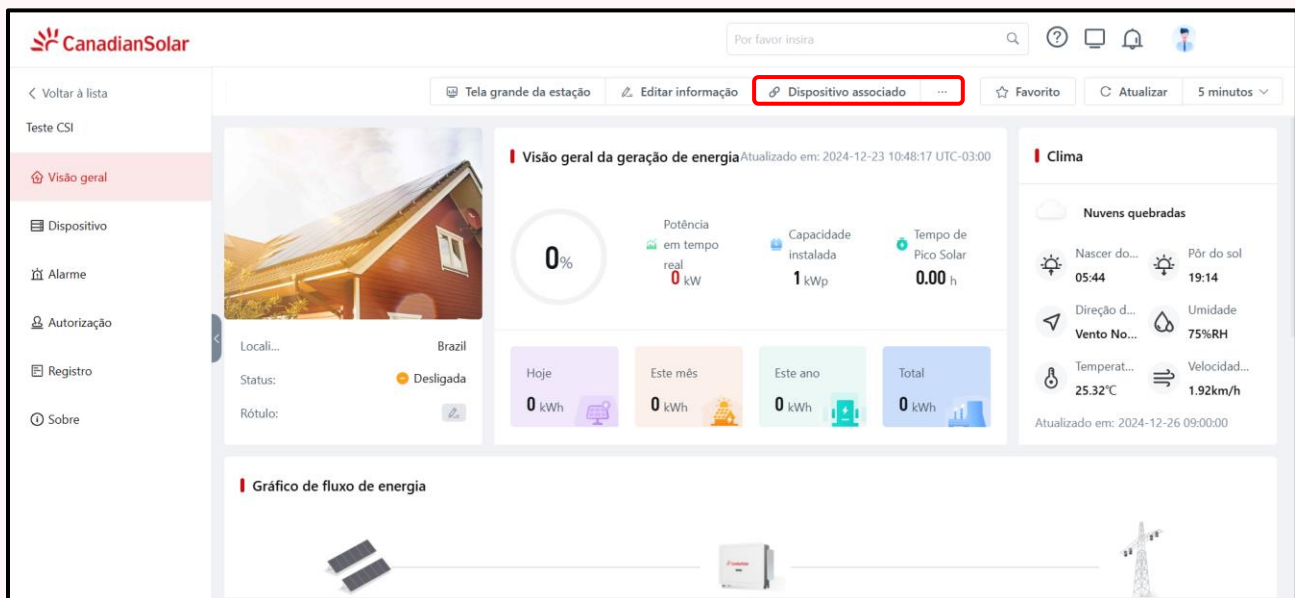 CanadianSolar
Por favor insira
Voltar à lista
Tela grande da estação
Editar informação
Dispositivo associado
...
Favorito
Atualizar
5 minutos
Teste CSI
Visão geral
Dispositivo
Alarme
Autorização
Registro
Sobre
Locali...
Brazil
Status:
Desligada
Rótulo:
Visão geral da geração de energia
Atualizado em: 2024-12-23 10:48:17 UTC-03:00
0%
Potência
em tempo
real
0 kW
Capacidade
instalada
1 kWp
Tempo de
Pico Solar
0.00 h
Hoje
0 kWh
Este mês
0 kWh
Este ano
0 kWh
Total
0 kWh
Clima
Nuvens quebradas
Nascer do...
05:44
Pôr do sol
19:14
Direção d...
Vento No...
Umidade
75%RH
Temperat...
25.32°C
Velocidad...
1.92km/h
Atualizado em: 2024-12-26 09:00:00
Gráfico de fluxo de energia